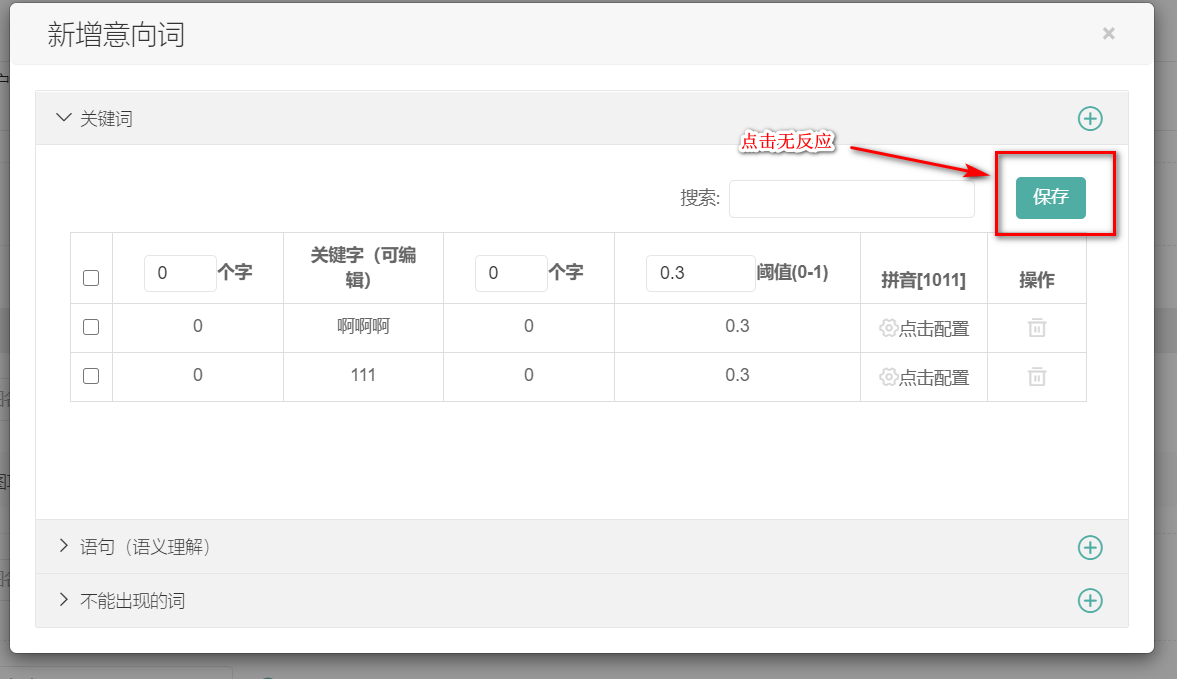 新增意向词
×
关键词
点击无反应
搜索:
保存
0 个字
关键字（可编辑）
0 个字
0.3 阈值(0-1)
拼音[1011]
操作
0 啊啊啊 0 0.3 点击配置
0 111 0 0.3 点击配置
语句（语义理解）
不能出现的词